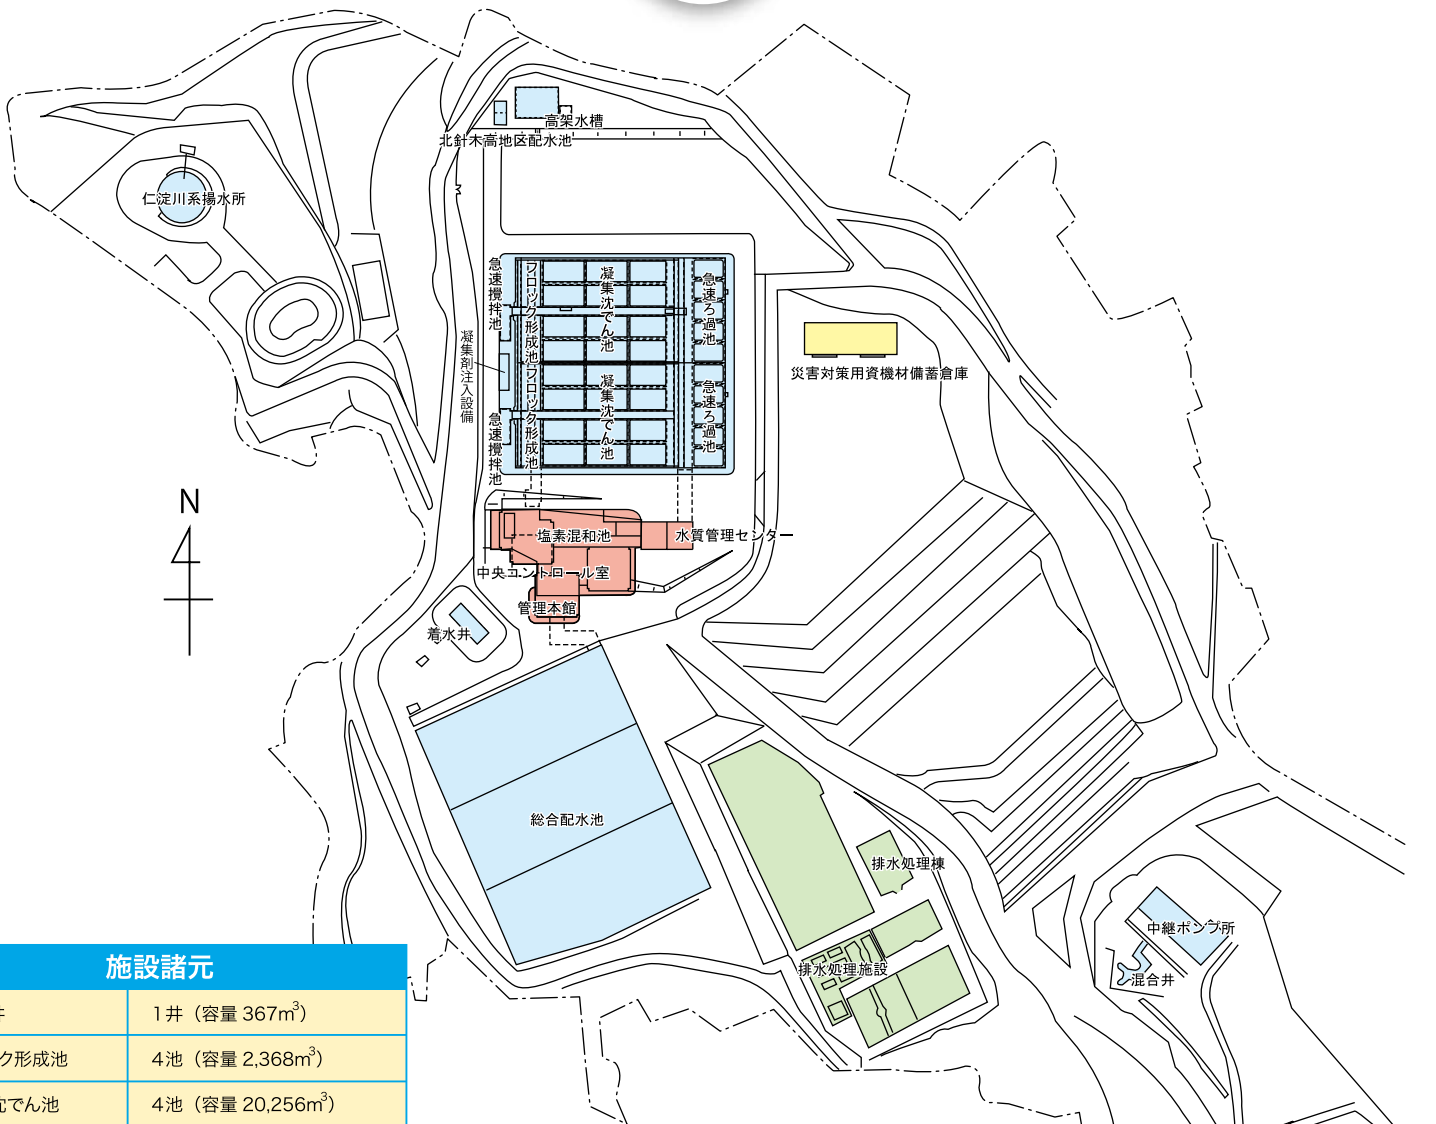 高架水槽
北針木高地区配水池
仁淀川系揚水所
急速攪拌池
フロック形成池
凝集沈でん池
急速ろ過池
凝集剤注入設備
急速攪拌池
フロック形成池
凝集沈でん池
急速ろ過池
災害対策用資機材備蓄倉庫
N
塩素混和池
水質管理センター
中央コントロール室
管理本館
着水井
総合配水池
排水処理棟
排水処理施設
中継ポンプ所
混合井
施設諸元
井
1井（容量 367m³）
ク形成池
4池（容量 2,368m³）
沈でん池
4池（容量 20,256m³）